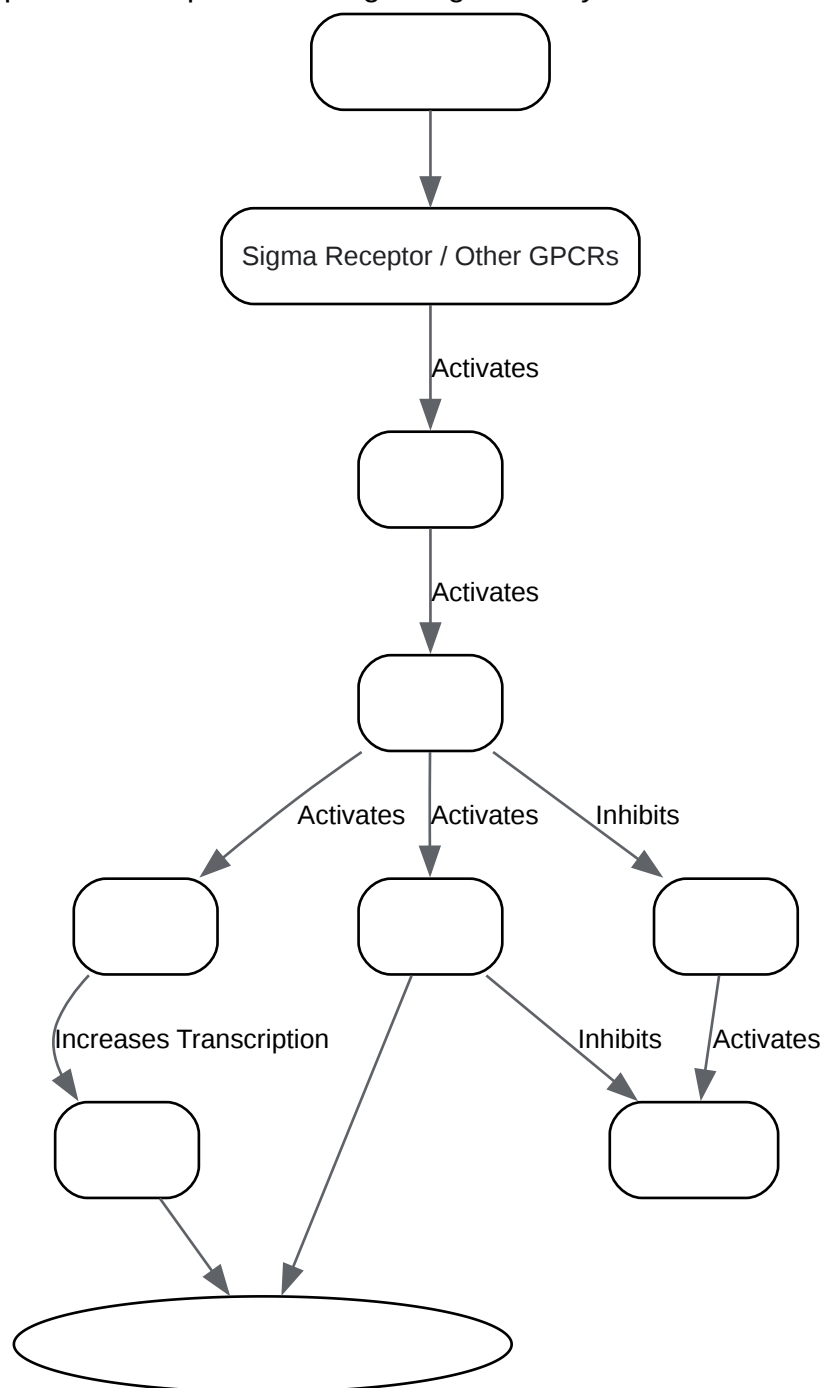 Sigma Receptor / Other GPCRs
Activates
Activates
Activates Activates Inhibits
Increases Transcription Inhibits Activates